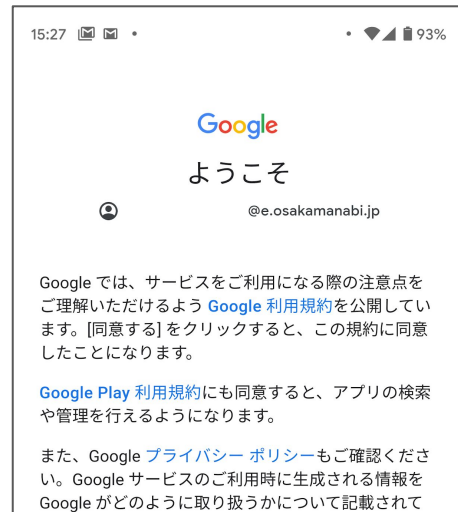 15:27
93%
Google
ようこそ
@e.osakamanabi.jp
Google では、サービスをご利用になる際の注意点を
ご理解いただけるよう Google 利用規約を公開してい
ます。[同意する] をクリックすると、この規約に同意
したことになります。
Google Play 利用規約にも同意すると、アプリの検索
や管理を行えるようになります。
また、Google プライバシー ポリシーもご確認くださ
い。Google サービスのご利用時に生成される情報を
Google がどのように取り扱うかについて記載されて